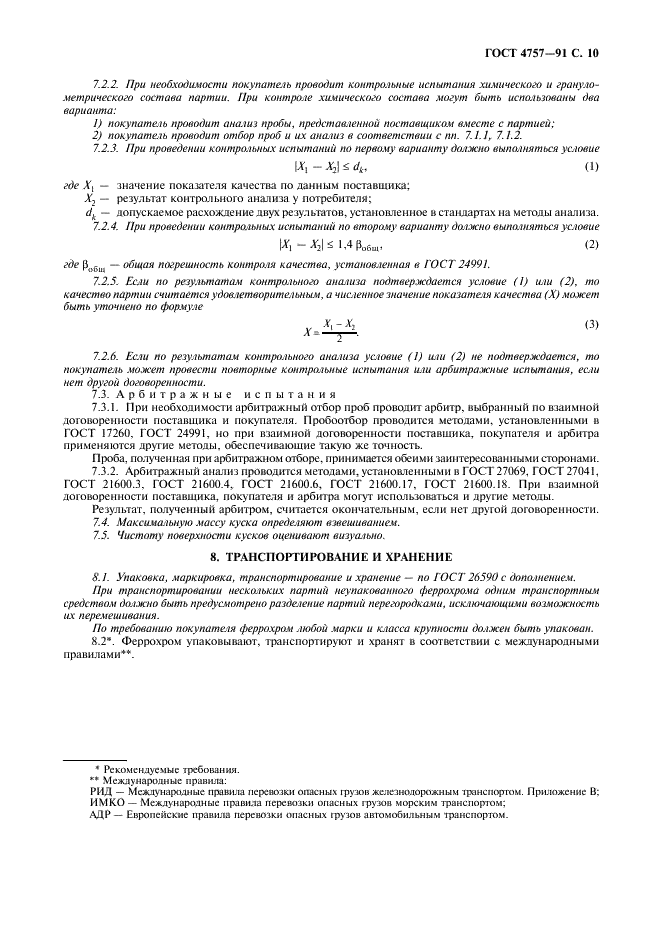 ГОСТ 4757—91 С. 10
7.2.2. При необходимости покупатель проводит контрольные испытания химического и грануло-
метрического состава партии. При контроле химического состава могут быть использованы два
варианта:
1) покупатель проводит анализ пробы, представленной поставщиком вместе с партией;
2) покупатель проводит отбор проб и их анализ в соответствии с пп. 7.1.1, 7.1.2.
7.2.3. При проведении контрольных испытаний по первому варианту должно выполняться условие
|X₁ — X₂| ≤ dₖ, (1)
где X₁ — значение показателя качества по данным поставщика;
X₂ — результат контрольного анализа у потребителя;
dₖ — допускаемое расхождение двух результатов, установленное в стандартах на методы анализа.
7.2.4. При проведении контрольных испытаний по второму варианту должно выполняться условие
|X₁ — X₂| ≤ 1,4 βобщ, (2)
где βобщ — общая погрешность контроля качества, установленная в ГОСТ 24991.
7.2.5. Если по результатам контрольного анализа подтверждается условие (1) или (2), то
качество партии считается удовлетворительным, а численное значение показателя качества (X) может
быть уточнено по формуле
X = (X₁ − X₂)/2. (3)
7.2.6. Если по результатам контрольного анализа условие (1) или (2) не подтверждается, то
покупатель может провести повторные контрольные испытания или арбитражные испытания, если
нет другой договоренности.
7.3. Арбитражные испытания
7.3.1. При необходимости арбитражный отбор проб проводит арбитр, выбранный по взаимной
договоренности поставщика и покупателя. Пробоотбор проводится методами, установленными в
ГОСТ 17260, ГОСТ 24991, но при взаимной договоренности поставщика, покупателя и арбитра
применяются другие методы, обеспечивающие такую же точность.
Проба, полученная при арбитражном отборе, принимается обеими заинтересованными сторонами.
7.3.2. Арбитражный анализ проводится методами, установленными в ГОСТ 27069, ГОСТ 27041,
ГОСТ 21600.3, ГОСТ 21600.4, ГОСТ 21600.6, ГОСТ 21600.17, ГОСТ 21600.18. При взаимной
договоренности поставщика, покупателя и арбитра могут использоваться и другие методы.
Результат, полученный арбитром, считается окончательным, если нет другой договоренности.
7.4. Максимальную массу куска определяют взвешиванием.
7.5. Чистоту поверхности кусков оценивают визуально.
8. ТРАНСПОРТИРОВАНИЕ И ХРАНЕНИЕ
8.1. Упаковка, маркировка, транспортирование и хранение — по ГОСТ 26590 с дополнением.
При транспортировании нескольких партий неупакованного феррохрома одним транспортным
средством должно быть предусмотрено разделение партий перегородками, исключающими возможность
их перемешивания.
По требованию покупателя феррохром любой марки и класса крупности должен быть упакован.
8.2*. Феррохром упаковывают, транспортируют и хранят в соответствии с международными
правилами**.
* Рекомендуемые требования.
** Международные правила:
РИД — Международные правила перевозки опасных грузов железнодорожным транспортом. Приложение В;
ИМКО — Международные правила перевозки опасных грузов морским транспортом;
АДР — Европейские правила перевозки опасных грузов автомобильным транспортом.